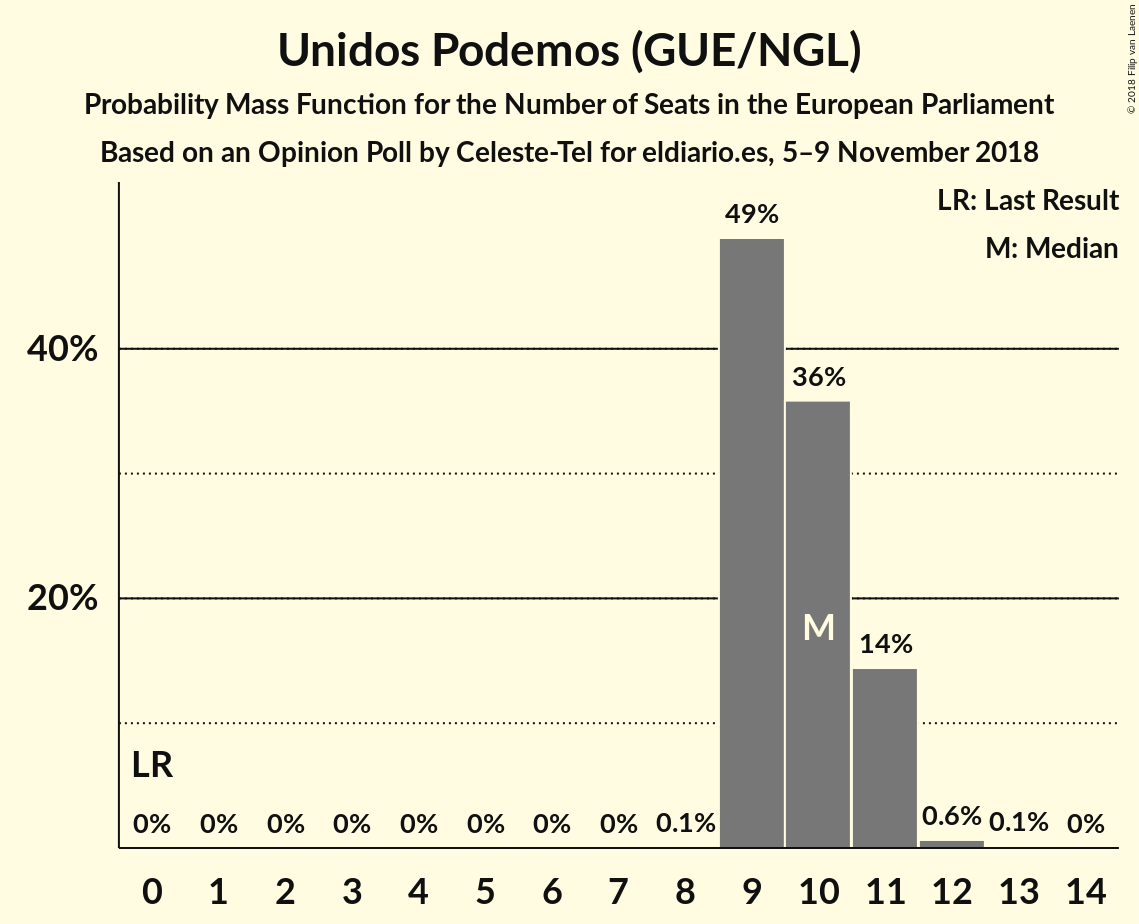 Unidos Podemos (GUE/NGL)
Probability Mass Function for the Number of Seats in the European Parliament
Based on an Opinion Poll by Celeste-Tel for eldiario.es, 5–9 November 2018
© 2018 Filip van Laenen
LR: Last Result
M: Median
49%
40%
36%
20%
M
14%
LR
0% 0% 0% 0% 0% 0% 0% 0% 0.1% 0.6% 0.1% 0%
0 1 2 3 4 5 6 7 8 9 10 11 12 13 14